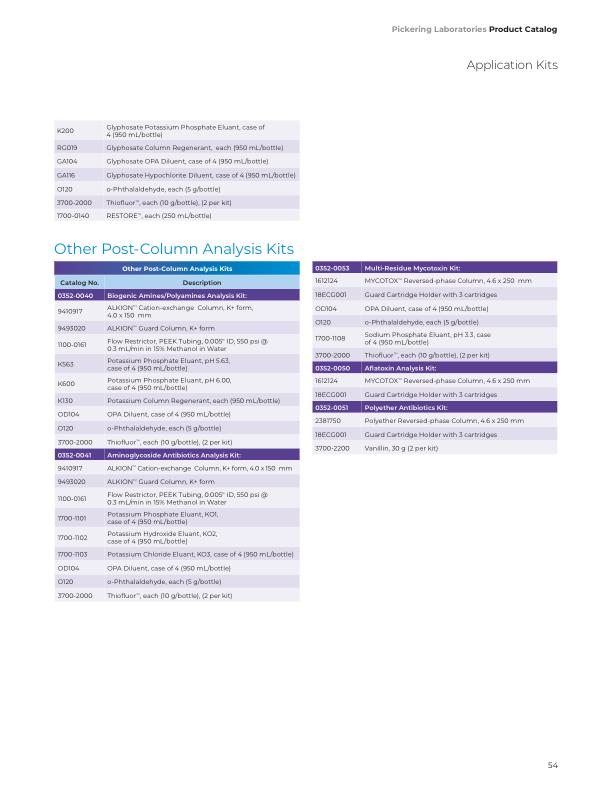 Pickering Laboratories Product Catalog
Application Kits
K200 Glyphosate Potassium Phosphate Eluant, case of
4 (950 mL/bottle)
RG019 Glyphosate Column Regenerant, each (950 mL/bottle)
GA104 Glyphosate OPA Diluent, case of 4 (950 mL/bottle)
GA116 Glyphosate Hypochlorite Diluent, case of 4 (950 mL/bottle)
O120 o-Phthalaldehyde, each (5 g/bottle)
3700-2000 Thiofluor™, each (10 g/bottle), (2 per kit)
1700-0140 RESTORE™, each (250 mL/bottle)
Other Post-Column Analysis Kits
Other Post-Column Analysis Kits
Catalog No. Description
0352-0040 Biogenic Amines/Polyamines Analysis Kit:
9410917 ALKION™ Cation-exchange Column, K+ form,
4.0 x 150 mm
9493020 ALKION™ Guard Column, K+ form
1100-0161 Flow Restrictor, PEEK Tubing, 0.005" ID, 550 psi @
0.3 mL/min in 15% Methanol in Water
K563 Potassium Phosphate Eluant, pH 5.63,
case of 4 (950 mL/bottle)
K600 Potassium Phosphate Eluant, pH 6.00,
case of 4 (950 mL/bottle)
K130 Potassium Column Regenerant, each (950 mL/bottle)
OD104 OPA Diluent, case of 4 (950 mL/bottle)
O120 o-Phthalaldehyde, each (5 g/bottle)
3700-2000 Thiofluor™, each (10 g/bottle), (2 per kit)
0352-0041 Aminoglycoside Antibiotics Analysis Kit:
9410917 ALKION™ Cation-exchange Column, K+ form, 4.0 x 150 mm
9493020 ALKION™ Guard Column, K+ form
1100-0161 Flow Restrictor, PEEK Tubing, 0.005" ID, 550 psi @
0.3 mL/min in 15% Methanol in Water
1700-1101 Potassium Phosphate Eluant, KO1,
case of 4 (950 mL/bottle)
1700-1102 Potassium Hydroxide Eluant, KO2,
case of 4 (950 mL/bottle)
1700-1103 Potassium Chloride Eluant, KO3, case of 4 (950 mL/bottle)
OD104 OPA Diluent, case of 4 (950 mL/bottle)
O120 o-Phthalaldehyde, each (5 g/bottle)
3700-2000 Thiofluor™, each (10 g/bottle), (2 per kit)
0352-0053 Multi-Residue Mycotoxin Kit:
1612124 MYCOTOX™ Reversed-phase Column, 4.6 x 250 mm
18ECG001 Guard Cartridge Holder with 3 cartridges
OD104 OPA Diluent, case of 4 (950 mL/bottle)
O120 o-Phthalaldehyde, each (5 g/bottle)
1700-1108 Sodium Phosphate Eluent, pH 3.3, case
of 4 (950 mL/bottle)
3700-2000 Thiofluor™, each (10 g/bottle), (2 per kit)
0352-0050 Aflatoxin Analysis Kit:
1612124 MYCOTOX™ Reversed-phase Column, 4.6 x 250 mm
18ECG001 Guard Cartridge Holder with 3 cartridges
0352-0051 Polyether Antibiotics Kit:
2381750 Polyether Reversed-phase Column, 4.6 x 250 mm
18ECG001 Guard Cartridge Holder with 3 cartridges
3700-2200 Vanillin, 30 g (2 per kit)
54